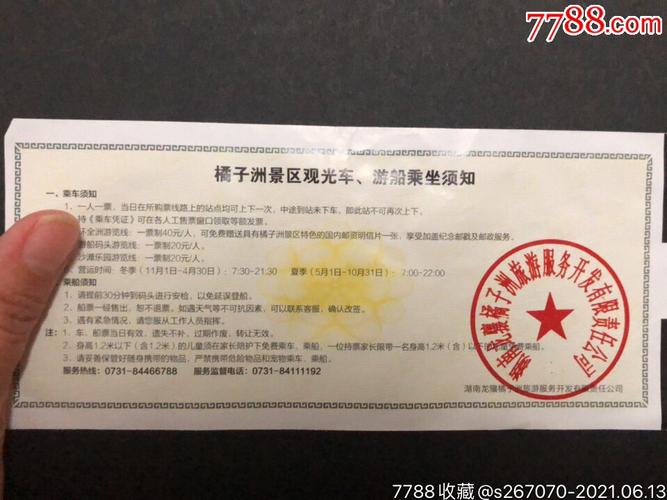 7788.com
橘子洲景区观光车、游船乘坐须知
一、乘车须知
1、一人一票，当日在所购票线路上的站点均可上下一次，中途到站未下车，即此站不可再次上下。
持《乘车凭证》可在各人工售票窗口领取等额发票。
环全洲游览线：一票制40元/人，可免费赠送具有橘子洲景区特色的国内邮资明信片一张，享受加盖纪念邮戳及邮政服务。
游船码头游览线：一票制20元/人。
沙滩乐园游览线：一票制20元/人。
营运时间：冬季（11月1日-4月30日）：7:30-21:30 夏季（5月1日-10月31日）：7:00-22:00
乘船须知
1、请提前30分钟到码头进行安检，以免延误登船。
2、船票一经售出，恕不退票，如遇天气等不可抗因素，可以联系客服，确认改签。
3、遇有紧急情况，请您服从工作人员指挥。
注：1、车、船票当日有效，遗失不补、过期作废，转让无效。
2、身高1.2米以下（含1.2米）的儿童须在家长陪护下免费乘车、乘船，一位持票家长限带一名身高1.2米（含）以下的儿童免费乘船。
3、请妥善保管好随身携带的物品，严禁携带危险物品和宠物乘车、乘船。
服务热线：0731-84466788 服务监督电话：0731-84111192
橘子洲旅游服务开发有限责任公司
湖南龙骧橘子洲旅游服务开发有限责任公司
7788收藏@s267070-2021.06.13